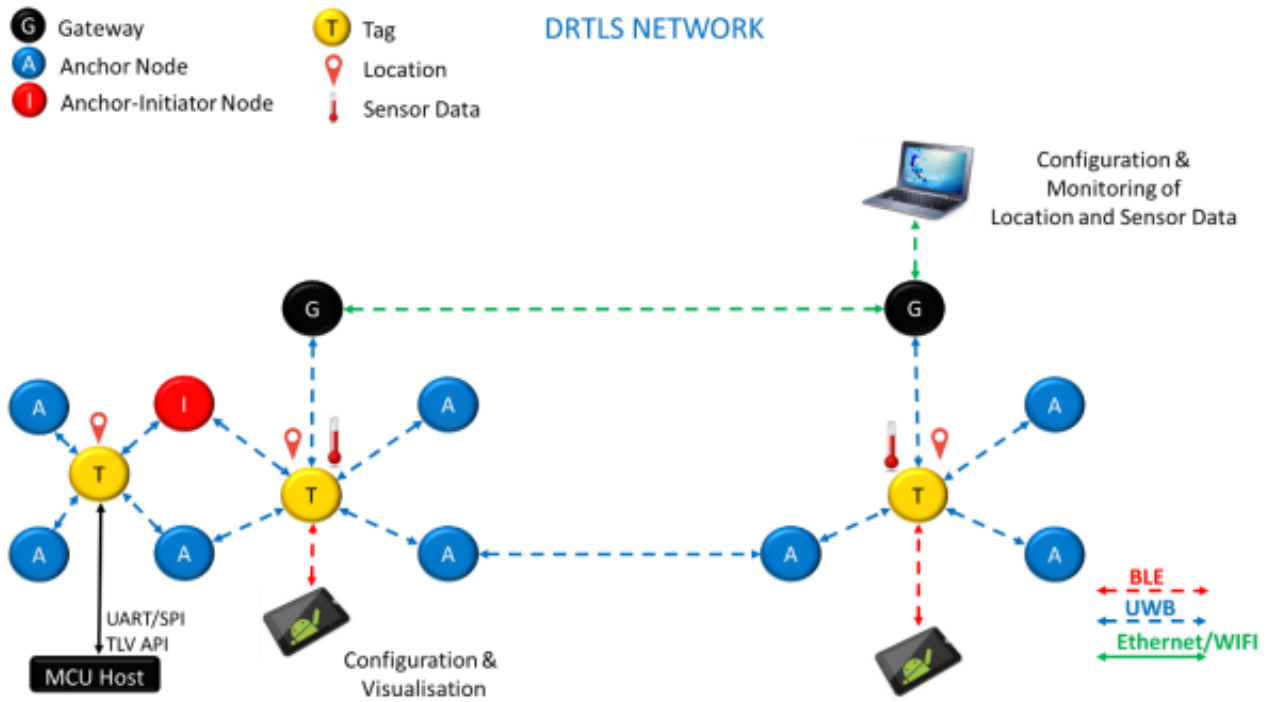 DRTLS NETWORK
G Gateway
A Anchor Node
I Anchor-Initiator Node
T Tag
Location
Sensor Data
Configuration &
Monitoring of
Location and Sensor Data
G
G
A
I
A
A
T
T
T
A
A
A
A
A
UART/SPI
TLV API
MCU Host
Configuration &
Visualisation
BLE
UWB
Ethernet/WIFI